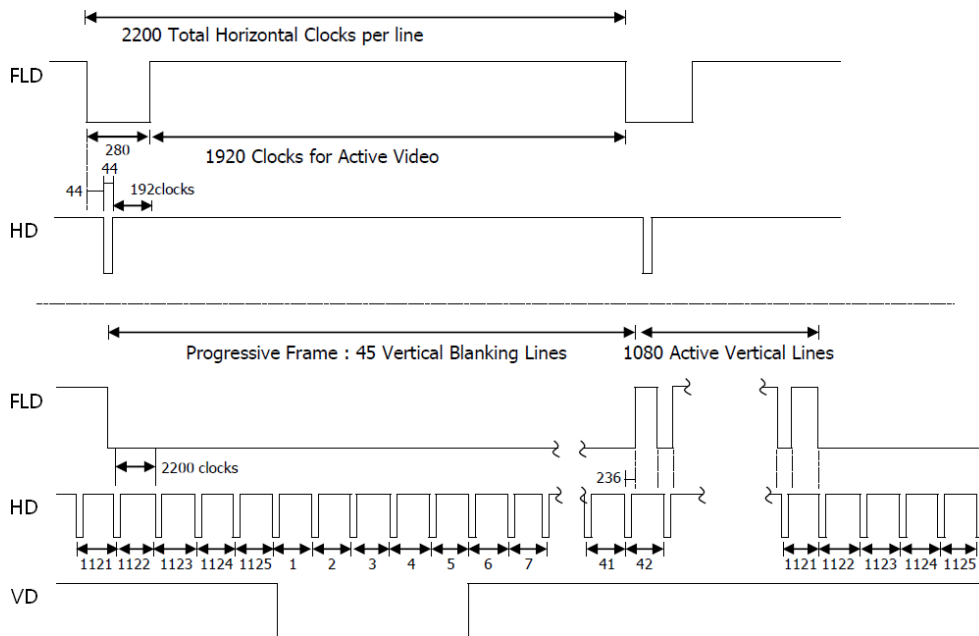 2200 Total Horizontal Clocks per line
FLD
280
1920 Clocks for Active Video
44
44
192clocks
HD
Progressive Frame : 45 Vertical Blanking Lines
1080 Active Vertical Lines
FLD
2200 clocks
236
HD
1121 1122 1123 1124 1125 1 2 3 4 5 6 7 41 42 1121 1122 1123 1124 1125
VD